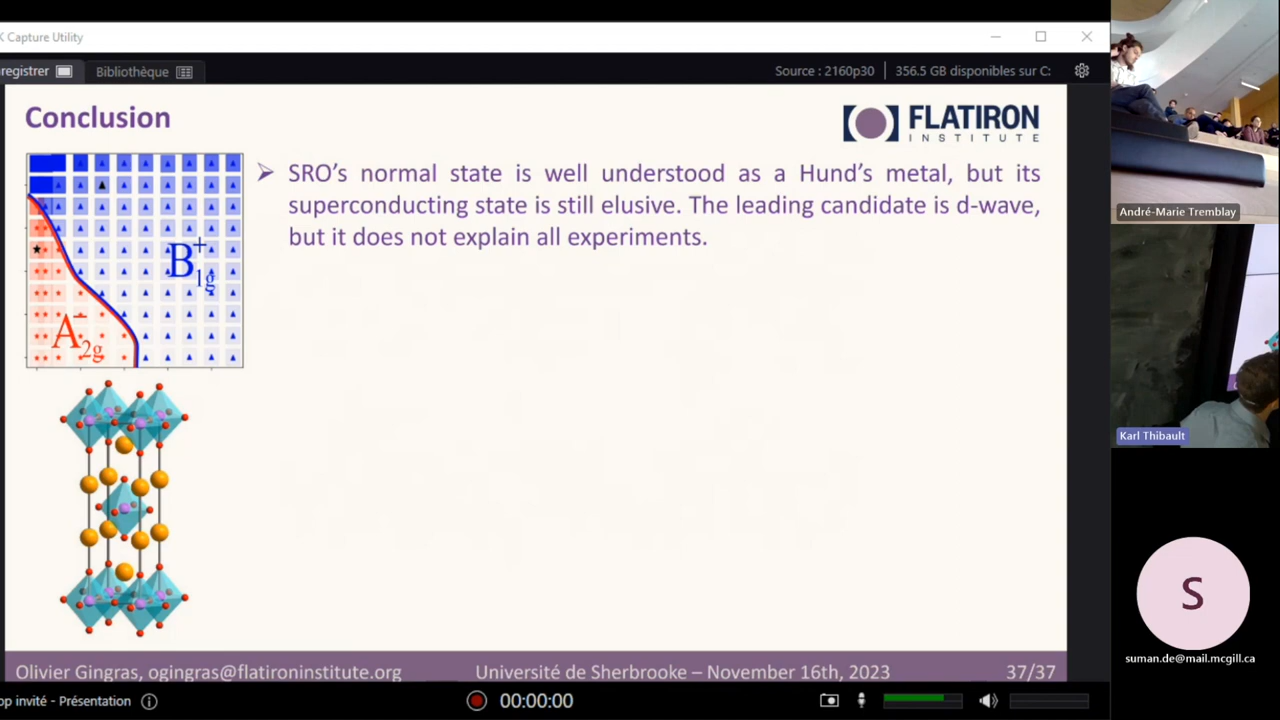 Capture Utility
registrer
Bibliothèque
Source : 2160p30
356.5 GB disponibles sur C:
Conclusion
FLATIRON
INSTITUTE
SRO's normal state is well understood as a Hund's metal, but its
superconducting state is still elusive. The leading candidate is d-wave,
but it does not explain all experiments.
B1g+
A2g-
Olivier Gingras, ogingras@flatironinstitute.org
Université de Sherbrooke – November 16th, 2023
37/37
op invité - Présentation
00:00:00
André-Marie Tremblay
Karl Thibault
S
suman.de@mail.mcgill.ca